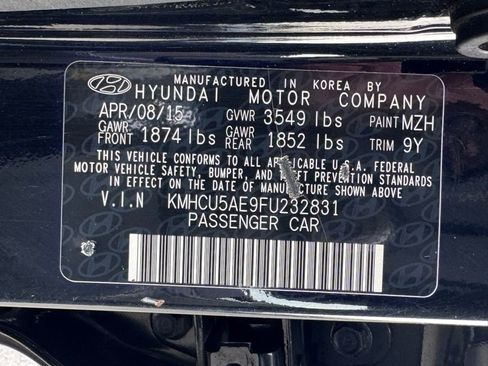 MANUFACTURED IN KOREA BY
HYUNDAI MOTOR COMPANY
APR/08/15 GVWR 3549 lbs PAINT MZH
GAWR FRONT 1874 lbs GAWR REAR 1852 lbs TRIM 9Y
THIS VEHICLE CONFORMS TO ALL APPLICABLE U.S.A. FEDERAL
MOTOR VEHICLE SAFETY, BUMPER, AND THEFT PREVENTION STANDARDS
IN EFFECT ON THE DATE OF MANUFACTURE SHOWN ABOVE
V.I.N KMHCU5AE9FU232831
PASSENGER CAR